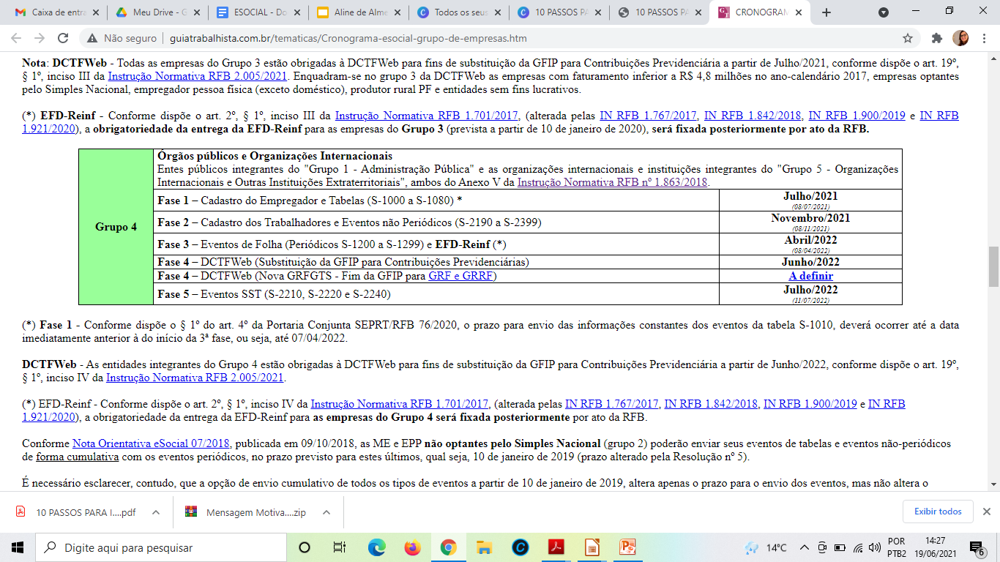 Caixa de entra
Meu Drive - G
ESOCIAL - Do
Aline de Alme
Todos os seus
10 PASSOS PA
10 PASSOS PA
CRONOGRAM
Não seguro | guiatrabalhista.com.br/tematicas/Cronograma-esocial-grupo-de-empresas.htm
Nota: DCTFWeb - Todas as empresas do Grupo 3 estão obrigadas à DCTFWeb para fins de substituição da GFIP para Contribuições Previdenciária a partir de Julho/2021, conforme dispõe o art. 19º,
§ 1º, inciso III da Instrução Normativa RFB 2.005/2021. Enquadram-se no grupo 3 da DCTFWeb as empresas com faturamento inferior a R$ 4,8 milhões no ano-calendário 2017, empresas optantes
pelo Simples Nacional, empregador pessoa física (exceto doméstico), produtor rural PF e entidades sem fins lucrativos.
(*) EFD-Reinf - Conforme dispõe o art. 2º, § 1º, inciso III da Instrução Normativa RFB 1.701/2017, (alterada pelas IN RFB 1.767/2017, IN RFB 1.842/2018, IN RFB 1.900/2019 e IN RFB
1.921/2020), a obrigatoriedade da entrega da EFD-Reinf para as empresas do Grupo 3 (prevista a partir de 10 de janeiro de 2020), será fixada posteriormente por ato da RFB.
Grupo 4
Órgãos públicos e Organizações Internacionais
Entes públicos integrantes do "Grupo 1 - Administração Pública" e as organizações internacionais e instituições integrantes do "Grupo 5 - Organizações
Internacionais e Outras Instituições Extraterritoriais", ambos do Anexo V da Instrução Normativa RFB nº 1.863/2018.
Fase 1 – Cadastro do Empregador e Tabelas (S-1000 a S-1080) *
Julho/2021
(08/07/2021)
Fase 2 – Cadastro dos Trabalhadores e Eventos não Periódicos (S-2190 a S-2399)
Novembro/2021
(08/11/2021)
Fase 3 – Eventos de Folha (Periódicos S-1200 a S-1299) e EFD-Reinf (*)
Abril/2022
(08/04/2022)
Fase 4 – DCTFWeb (Substituição da GFIP para Contribuições Previdenciárias)
Junho/2022
Fase 4 – DCTFWeb (Nova GRFGTS - Fim da GFIP para GRF e GRRF)
A definir
Fase 5 – Eventos SST (S-2210, S-2220 e S-2240)
Julho/2022
(11/07/2022)
(*) Fase 1 - Conforme dispõe o § 1º do art. 4º da Portaria Conjunta SEPRT/RFB 76/2020, o prazo para envio das informações constantes dos eventos da tabela S-1010, deverá ocorrer até a data
imediatamente anterior à do início da 3ª fase, ou seja, até 07/04/2022.
DCTFWeb - As entidades integrantes do Grupo 4 estão obrigadas à DCTFWeb para fins de substituição da GFIP para Contribuições Previdenciária a partir de Junho/2022, conforme dispõe o art. 19º,
§ 1º, inciso IV da Instrução Normativa RFB 2.005/2021.
(*) EFD-Reinf - Conforme dispõe o art. 2º, § 1º, inciso IV da Instrução Normativa RFB 1.701/2017, (alterada pelas IN RFB 1.767/2017, IN RFB 1.842/2018, IN RFB 1.900/2019 e IN RFB
1.921/2020), a obrigatoriedade da entrega da EFD-Reinf para as empresas do Grupo 4 será fixada posteriormente por ato da RFB.
Conforme Nota Orientativa eSocial 07/2018, publicada em 09/10/2018, as ME e EPP não optantes pelo Simples Nacional (grupo 2) poderão enviar seus eventos de tabelas e eventos não-periódicos
de forma cumulativa com os eventos periódicos, no prazo previsto para estes últimos, qual seja, 10 de janeiro de 2019 (prazo alterado pela Resolução nº 5).
É necessário esclarecer, contudo, que a opção de envio cumulativo de todos os tipos de eventos a partir de 10 de janeiro de 2019, altera apenas o prazo para o envio dos eventos, mas não altera o
10 PASSOS PARA I....pdf
Mensagem Motiva....zip
Exibir todos
Digite aqui para pesquisar
14°C
POR
PTB2
14:27
19/06/2021
6